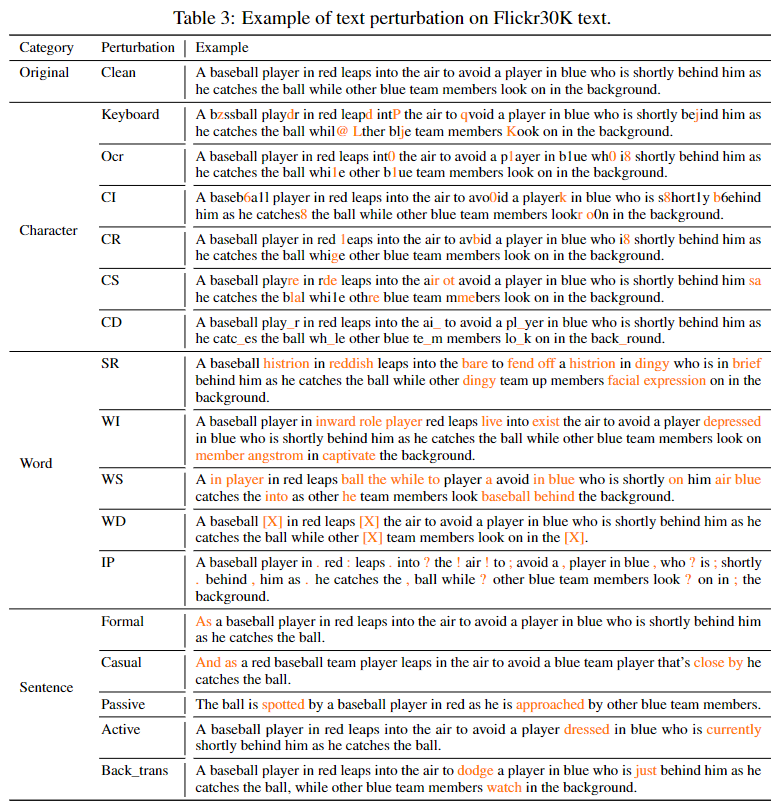 Table 3: Example of text perturbation on Flickr30K text.
Category Perturbation Example
Original Clean A baseball player in red leaps into the air to avoid a player in blue who is shortly behind him as
he catches the ball while other blue team members look on in the background.
Keyboard A bzssball playdr in red leapd intP the air to qvoid a player in blue who is shortly bejind him as
he catches the ball whil@ Lther blje team members Kook on in the background.
Ocr A baseball player in red leaps int0 the air to avoid a p1ayer in b1ue wh0 i8 shortly behind him as
he catches the ball whi1e other b1ue team members look on in the background.
CI A baseb6a1l player in red leaps into the air to avo0id a playerk in blue who is s8hort1y b6ehind
him as he catches8 the ball while other blue team members lookr o0n in the background.
Character
CR A baseball player in red 1eaps into the air to avbid a player in blue who i8 shortly behind him as
he catches the ball whige other blue team members look on in the background.
CS A baseball playre in rde leaps into the air ot avoid a player in blue who is shortly behind him sa
he catches the blal while othre blue team mmebers look on in the background.
CD A baseball play_r in red leaps into the ai_ to avoid a pl_yer in blue who is shortly behind him as
he catc_es the ball wh_le other blue te_m members lo_k on in the back_round.
SR A baseball histrion in reddish leaps into the bare to fend off a histrion in dingy who is in brief
behind him as he catches the ball while other dingy team up members facial expression on in the
background.
WI A baseball player in inward role player red leaps live into exist the air to avoid a player depressed
in blue who is shortly behind him as he catches the ball while other blue team members look on
member angstrom in captivate the background.
Word
WS A in player in red leaps ball the while to player a avoid in blue who is shortly on him air blue
catches the into as other he team members look baseball behind the background.
WD A baseball [X] in red leaps [X] the air to avoid a player in blue who is shortly behind him as he
catches the ball while other [X] team members look on in the [X].
IP A baseball player in . red : leaps . into ? the ! air ! to ; avoid a , player in blue , who ? is ; shortly
. behind , him as . he catches the , ball while ? other blue team members look ? on in ; the
background.
Formal As a baseball player in red leaps into the air to avoid a player in blue who is shortly behind him
as he catches the ball.
Casual And as a red baseball team player leaps in the air to avoid a blue team player that's close by he
catches the ball.
Sentence
Passive The ball is spotted by a baseball player in red as he is approached by other blue team members.
Active A baseball player in red leaps into the air to avoid a player dressed in blue who is currently
shortly behind him as he catches the ball.
Back_trans A baseball player in red leaps into the air to dodge a player in blue who is just behind him as he
catches the ball, while other blue team members watch in the background.